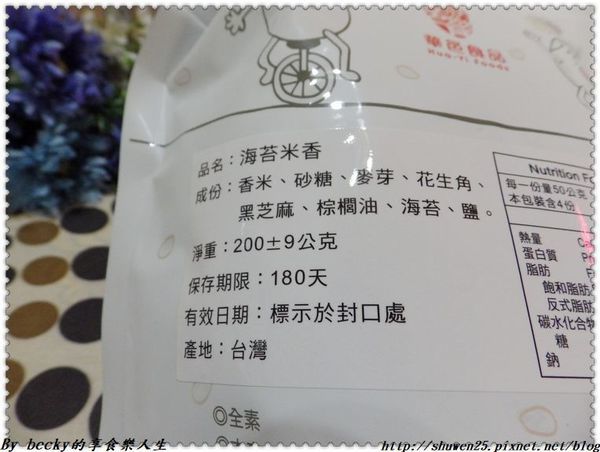 華邑食品
Hua-Yi Foods
品名：海苔米香
成份：香米、砂糖、麥芽、花生角、
黑芝麻、棕櫚油、海苔、鹽。
淨重：200±9公克
保存期限：180天
有效日期：標示於封口處
產地：台灣
◎全素
Nutrition
每一份量50公克
本包裝含4份
熱量
蛋白質
脂肪
飽和脂肪
反式脂肪
碳水化合物
糖
鈉
By becky的享食樂人生
http://shuwen25.pixnet.net/blog